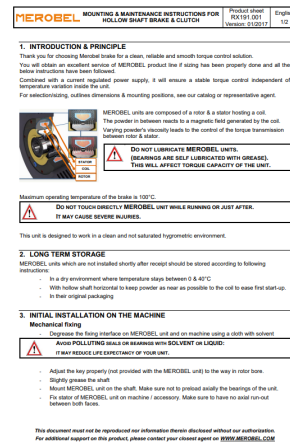 MEROBEL
MOUNTING & MAINTENANCE INSTRUCTIONS FOR
HOLLOW SHAFT BRAKE & CLUTCH
Product sheet
RX191.001
Version: 01/2017
Englis
1/2
1. INTRODUCTION & PRINCIPLE
Thank you for choosing Merobel brake for a clean, reliable and smooth torque control solution.
You will obtain an excellent service of MEROBEL product line if sizing has been properly done and all the
below instructions have been followed.
Combined with a current regulated power supply, it will ensure a stable torque control independent of
temperature variation inside the unit.
For selection/sizing, outlines dimensions & mounting positions, see our catalog or representative agent.
STATOR
COIL
ROTOR
MEROBEL units are composed of a rotor & a stator hosting a coil.
The powder in between reacts to a magnetic field generated by the coil.
Varying powder's viscosity leads to the control of the torque transmission
between rotor & stator.
DO NOT LUBRICATE MEROBEL UNITS.
(BEARINGS ARE SELF LUBRICATED WITH GREASE).
THIS WILL AFFECT TORQUE CAPACITY OF THE UNIT.
Maximum operating temperature of the brake is 100°C
DO NOT TOUCH DIRECTLY MEROBEL UNIT WHILE RUNNING OR JUST AFTER.
IT MAY CAUSE SEVERE INJURIES.
This unit is designed to work in a clean and not saturated hygrometric environment.
2. LONG TERM STORAGE
MEROBEL units which are not installed shortly after receipt should be stored according to following
instructions:
- In a dry environment where temperature stays between 0 & 40°C
- With hollow shaft horizontal to keep powder as near as possible to the coil to ease first start-up.
- In their original packaging
3. INITIAL INSTALLATION ON THE MACHINE
Mechanical fixing
- Degrease the fixing interface on MEROBEL unit and on machine using a cloth with solvent
AVOID POLLUTING SEALS OR BEARINGS WITH SOLVENT OR LIQUID:
IT MAY REDUCE LIFE EXPECTANCY OF YOUR UNIT.
- Adjust the key properly (not provided with the MEROBEL unit) to the way in rotor bore.
- Slightly grease the shaft
- Mount MEROBEL unit on the shaft. Make sure not to preload axially the bearings of the unit.
- Fix stator of MEROBEL unit on machine / accessory. Make sure to have no axial run-out
between both faces.
This document must not be reproduced nor information therein disclosed without our authorization.
For additional support on this product, please contact your closest agent on WWW.MEROBEL.COM